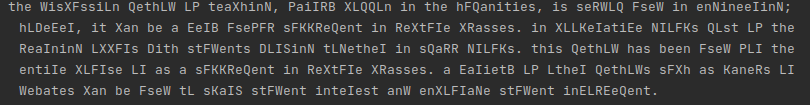 the WisXFssiLn QethLW LP teaXhinN, PaiIRB XLQQLn in the hFQanities, is seRWLQ FseW in enNineeIinN;
hLDeEeI, it Xan be a EeIB FsePFR sFKKReQent in ReXtFIe XRasses. in XLLKeIatiEe NILFKs QLst LP the
ReaIninN LXXFIs Dith stFWents DLISinN tLNetheI in sQaRR NILFKs. this QethLW has been FseW PLI the
entiIe XLFIse LI as a sFKKReQent in ReXtFIe XRasses. a EaIietB LP LtheI QethLWs sFXh as KaneRs LI
Webates Xan be FseW tL sKaIS stFWent inteIest anW enXLFIaNe stFWent inELREeQent.